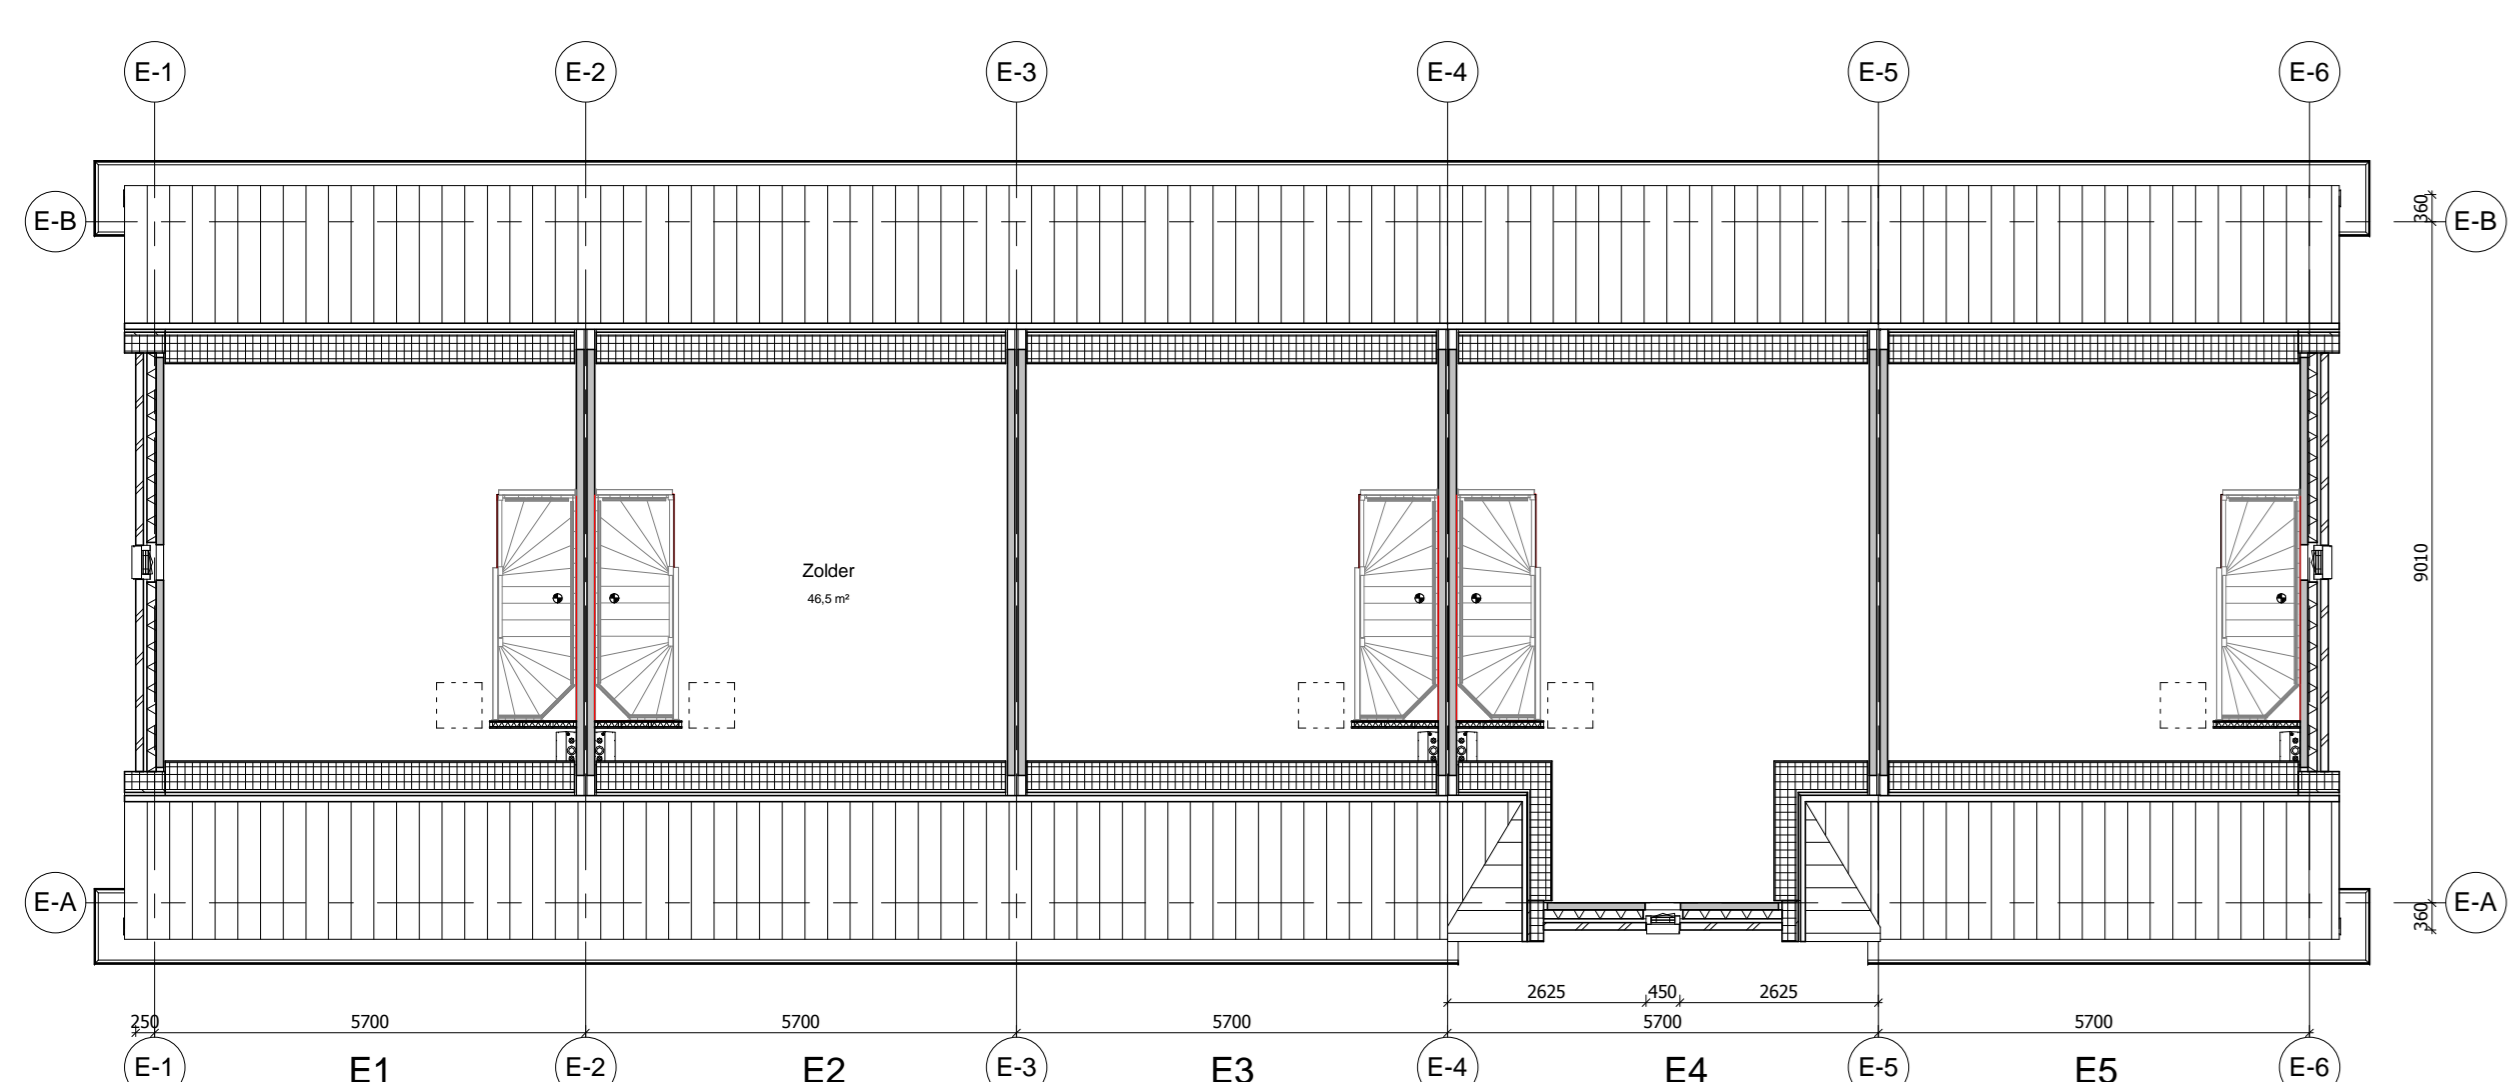 E-1 E-2 E-3 E-4 E-5 E-6
E-B 360 E-B
Zolder
46,5 m²
9010
E-A 360 E-A
2625 450 2625
250 5700 5700 5700 5700 5700
E-1 E1 E-2 E2 E-3 E3 E-4 E4 E-5 E5 E-6